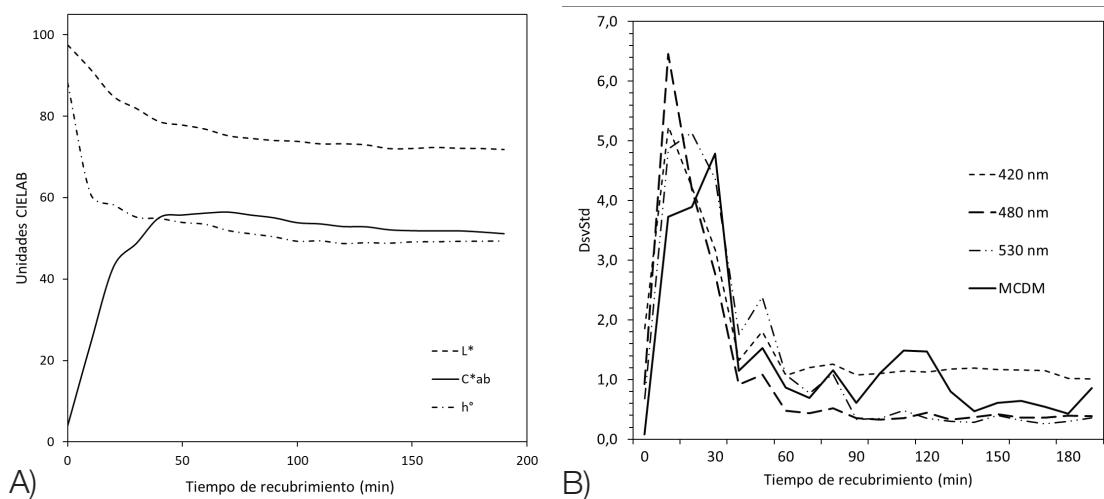 100
80
60
40
20
0
0
50
100
150
200
Unidades CIELAB
Tiempo de recubrimiento (min)
L*
C*ab
h°
A)
7,0
6,0
5,0
4,0
3,0
2,0
1,0
0,0
0
30
60
90
120
150
180
DsvStd
Tiempo de recubrimiento (min)
420 nm
480 nm
530 nm
MCDM
B)